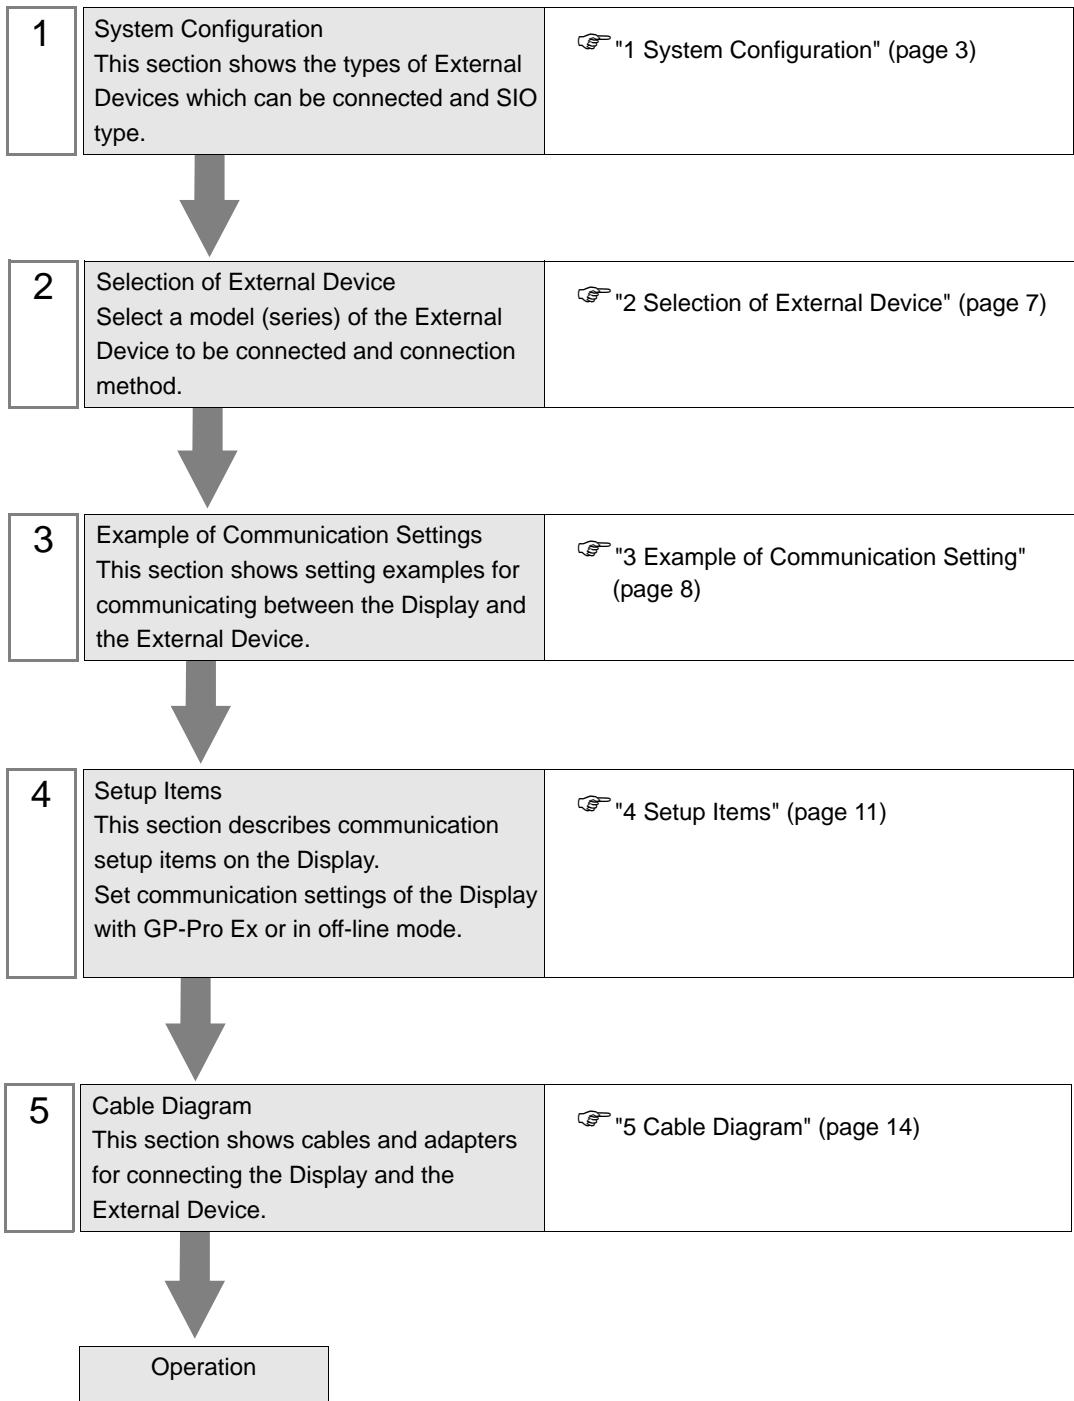 1
System Configuration
This section shows the types of External
Devices which can be connected and SIO
type.
"1 System Configuration" (page 3)
2
Selection of External Device
Select a model (series) of the External
Device to be connected and connection
method.
"2 Selection of External Device" (page 7)
3
Example of Communication Settings
This section shows setting examples for
communicating between the Display and
the External Device.
"3 Example of Communication Setting"
(page 8)
4
Setup Items
This section describes communication
setup items on the Display.
Set communication settings of the Display
with GP-Pro Ex or in off-line mode.
"4 Setup Items" (page 11)
5
Cable Diagram
This section shows cables and adapters
for connecting the Display and the
External Device.
"5 Cable Diagram" (page 14)
Operation